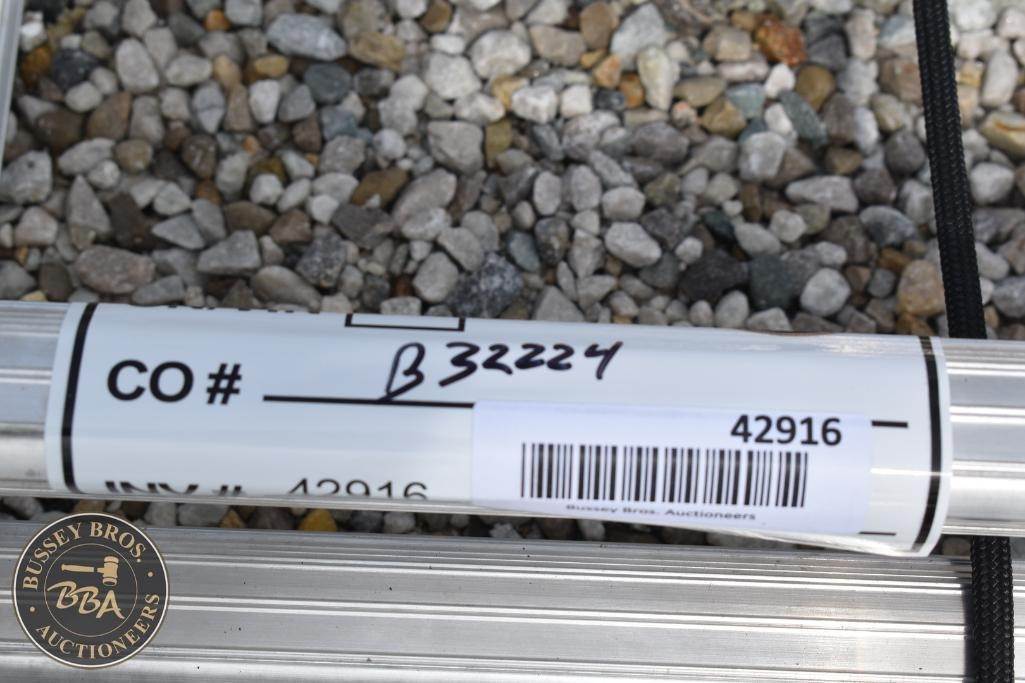 CO # B32224
42916
INV # 42916
Bussey Bros. Auctioneers
BUSSEY BROS.
BBA
AUCTIONEERS